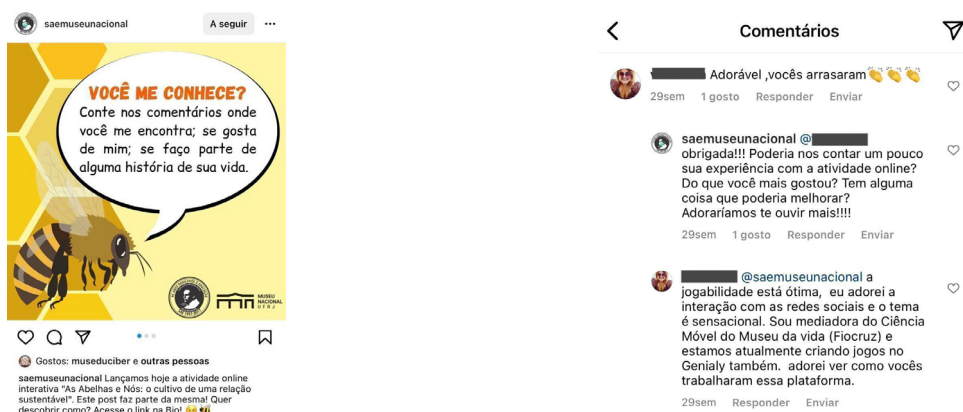 saemuseunacional
A seguir
VOCÊ ME CONHECE?
Conte nos comentários onde
você me encontra; se gosta
de mim; se faço parte de
alguma história de sua vida.
MUSEU
NACIONAL
UFRJ
Gostos: museduciber e outras pessoas
saemuseunacional Lançamos hoje a atividade online
interativa "As Abelhas e Nós: o cultivo de uma relação
sustentável". Este post faz parte da mesma! Quer
descobrir como? Acesse o link na Bio!
Comentários
Adorável ,vocês arrasaram👏👏👏
29sem 1 gosto Responder Enviar
saemuseunacional @
obrigada!!! Poderia nos contar um pouco
sua experiência com a atividade online?
Do que você mais gostou? Tem alguma
coisa que poderia melhorar?
Adoraríamos te ouvir mais!!!!
29sem 1 gosto Responder Enviar
@saemuseunacional a
jogabilidade está ótima, eu adorei a
interação com as redes sociais e o tema
é sensacional. Sou mediadora do Ciência
Móvel do Museu da vida (Fiocruz) e
estamos atualmente criando jogos no
Genialy também. adorei ver como vocês
trabalharam essa plataforma.
29sem Responder Enviar